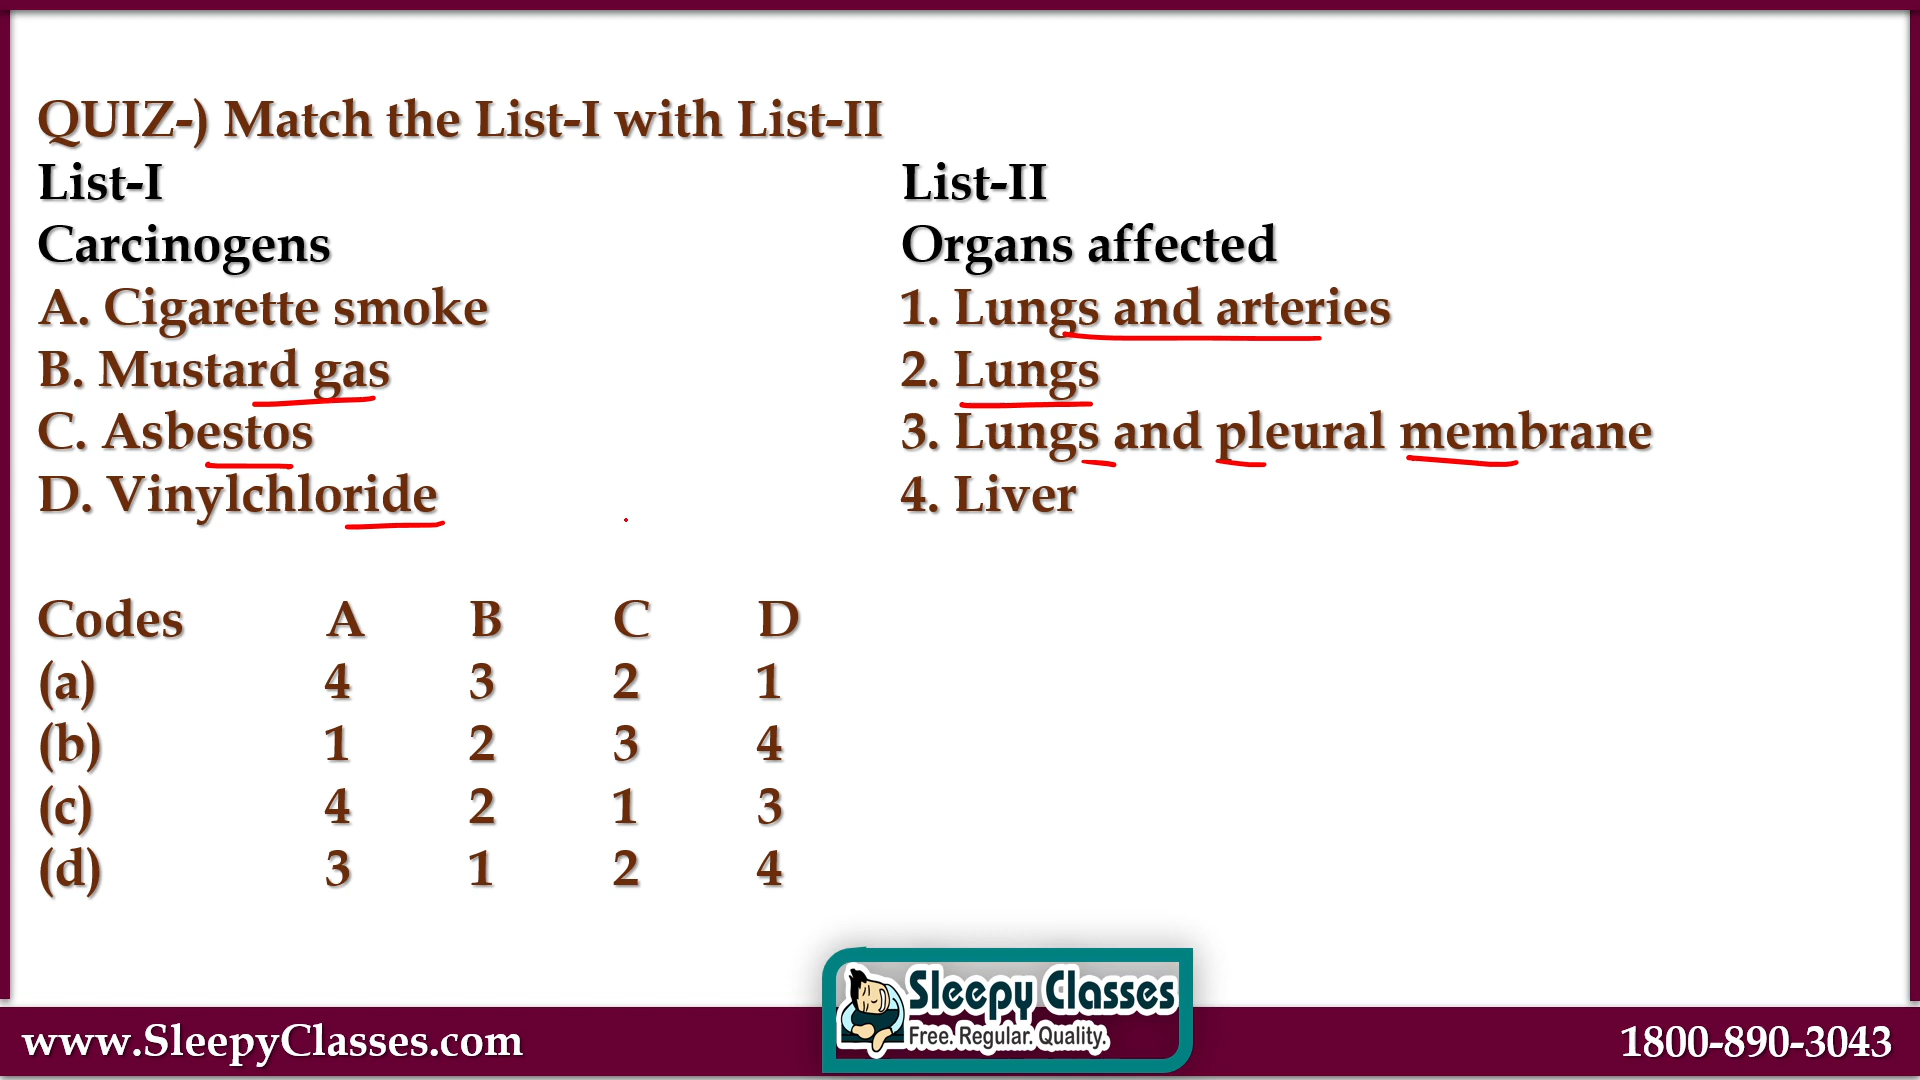 QUIZ-) Match the List-I with List-II
List-I List-II
Carcinogens Organs affected
A. Cigarette smoke 1. Lungs and arteries
B. Mustard gas 2. Lungs
C. Asbestos 3. Lungs and pleural membrane
D. Vinylchloride 4. Liver
Codes A B C D
(a) 4 3 2 1
(b) 1 2 3 4
(c) 4 2 1 3
(d) 3 1 2 4
Sleepy Classes
Free. Regular. Quality.
www.SleepyClasses.com 1800-890-3043